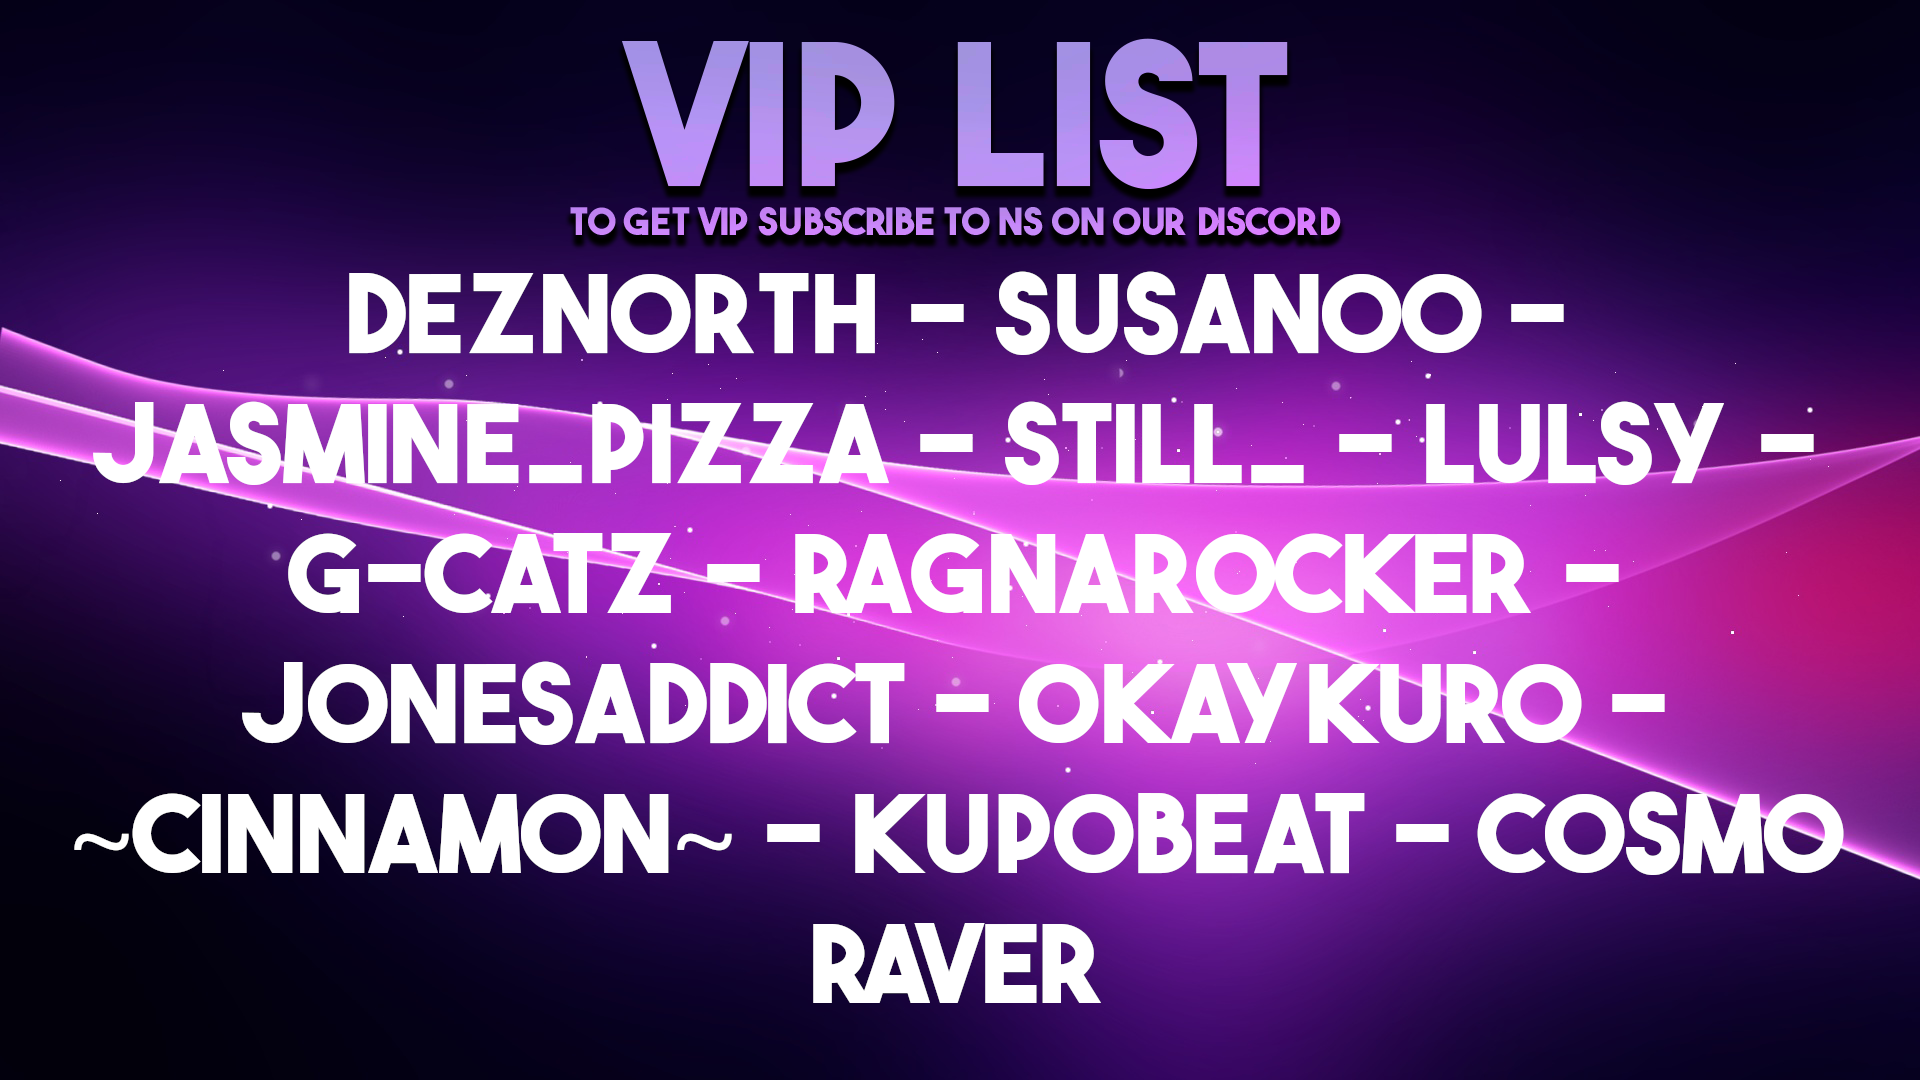 VIP LIST
TO GET VIP SUBSCRIBE TO NS ON OUR DISCORD
DEZNORTH - SUSANOO -
JASMINE_PIZZA - STILL_ - LULSY -
G-CATZ - RAGNAROCKER -
JONESADDICT - OKAYKURO -
~CINNAMON~ - KUPOBEAT - COSMO
RAVER